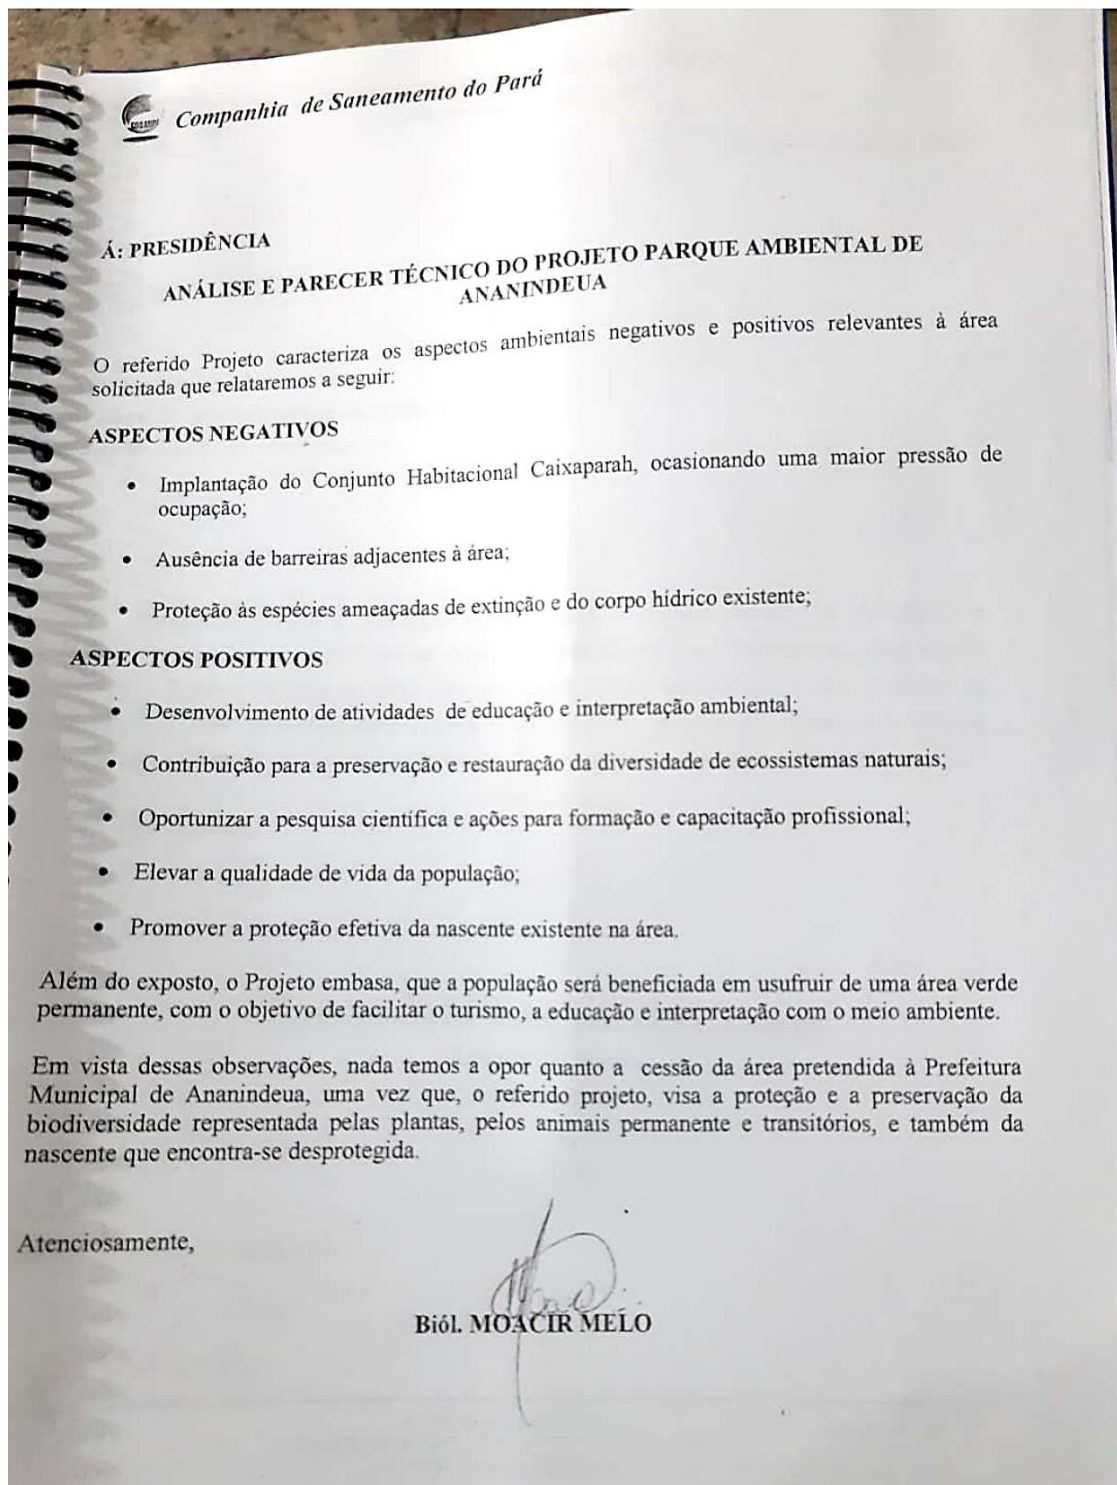 Companhia de Saneamento do Pará
Á: PRESIDÊNCIA
ANÁLISE E PARECER TÉCNICO DO PROJETO PARQUE AMBIENTAL DE
ANANINDEUA
O referido Projeto caracteriza os aspectos ambientais negativos e positivos relevantes à área
solicitada que relataremos a seguir:
ASPECTOS NEGATIVOS
• Implantação do Conjunto Habitacional Caixaparah, ocasionando uma maior pressão de
ocupação;
• Ausência de barreiras adjacentes à área;
• Proteção às espécies ameaçadas de extinção e do corpo hídrico existente;
ASPECTOS POSITIVOS
• Desenvolvimento de atividades de educação e interpretação ambiental;
• Contribuição para a preservação e restauração da diversidade de ecossistemas naturais;
• Oportunizar a pesquisa científica e ações para formação e capacitação profissional;
• Elevar a qualidade de vida da população;
• Promover a proteção efetiva da nascente existente na área.
Além do exposto, o Projeto embasa, que a população será beneficiada em usufruir de uma área verde
permanente, com o objetivo de facilitar o turismo, a educação e interpretação com o meio ambiente.
Em vista dessas observações, nada temos a opor quanto a cessão da área pretendida à Prefeitura
Municipal de Ananindeua, uma vez que, o referido projeto, visa a proteção e a preservação da
biodiversidade representada pelas plantas, pelos animais permanente e transitórios, e também da
nascente que encontra-se desprotegida.
Atenciosamente,
Biól. MOACIR MELO